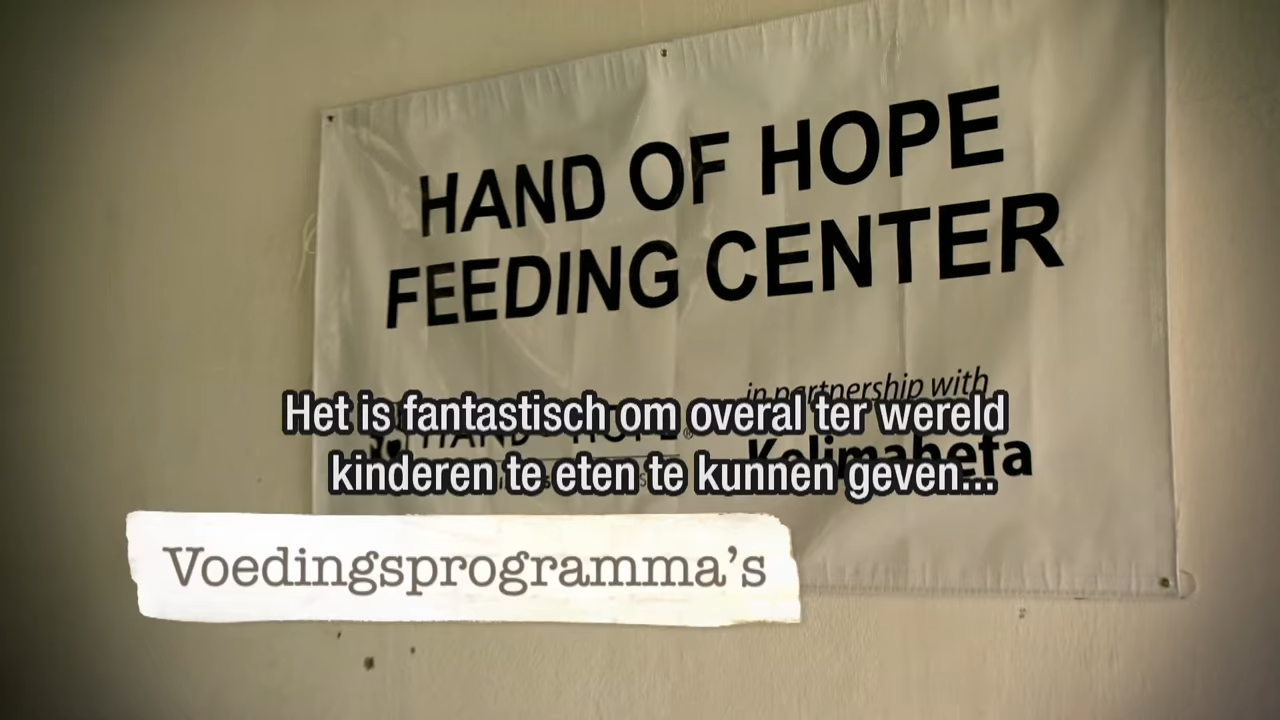 HAND OF HOPE
FEEDING CENTER
in partnership with
Het is fantastisch om overal ter wereld
kinderen te eten te kunnen geven...
Voedingsprogramma's